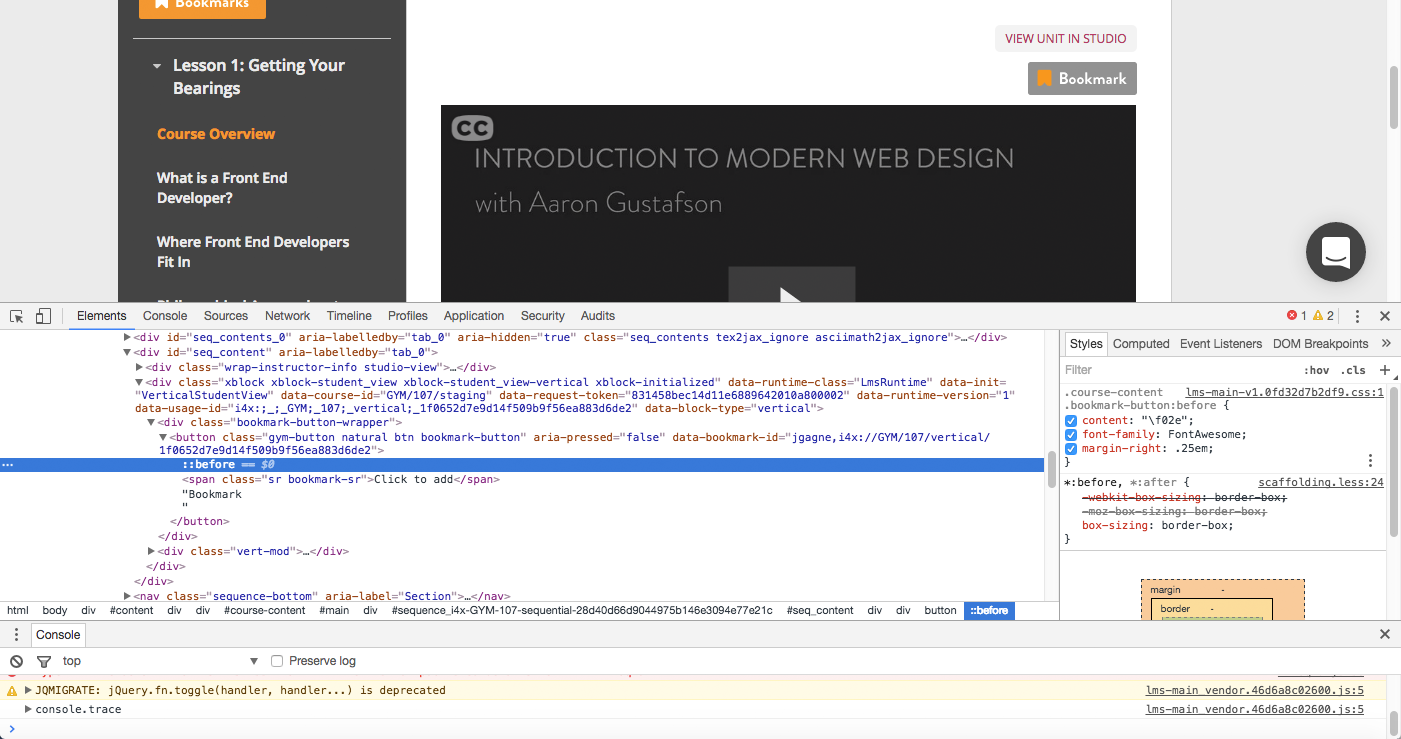 Bookmarks
VIEW UNIT IN STUDIO
Lesson 1: Getting Your
Bearings
Bookmark
Course Overview
CC
INTRODUCTION TO MODERN WEB DESIGN
with Aaron Gustafson
What is a Front End
Developer?
Where Front End Developers
Fit In
Elements Console Sources Network Timeline Profiles Application Security Audits 1 2
<div id="seq_contents_0" aria-labelledby="tab_0" aria-hidden="true" class="seq_contents tex2jax_ignore asciimath2jax_ignore">…</div>
<div id="seq_content" aria-labelledby="tab_0">
<div class="wrap-instructor-info studio-view">…</div>
<div class="xblock xblock-student_view xblock-student_view-vertical xblock-initialized" data-runtime-class="LmsRuntime" data-init=
"VerticalStudentView" data-course-id="GYM/107/staging" data-request-token="831458bec14d11e6889642010a800002" data-runtime-version="1"
data-usage-id="i4x:;_;_GYM;_107;_vertical;_1f0652d7e9d14f509b9f56ea883d6de2" data-block-type="vertical">
<div class="bookmark-button-wrapper">
<button class="gym-button natural btn bookmark-button" aria-pressed="false" data-bookmark-id="jgagne,i4x://GYM/107/vertical/
1f0652d7e9d14f509b9f56ea883d6de2">
… ::before == $0
<span class="sr bookmark-sr">Click to add</span>
"Bookmark
"
</button>
</div>
<div class="vert-mod">…</div>
</div>
</div>
<nav class="sequence-bottom" aria-label="Section">…</nav>
html body div #content div div #course-content #main div #sequence_i4x-GYM-107-sequential-28d40d66d9044975b146e3094e77e21c #seq_content div div button ::before
Styles Computed Event Listeners DOM Breakpoints »
Filter :hov .cls +
.course-content lms-main-v1.0fd32d7b2df9.css:1
.bookmark-button:before {
content: "\f02e";
font-family: FontAwesome;
margin-right: .25em;
}
*:before, *:after { scaffolding.less:24
-webkit-box-sizing: border-box;
-moz-box-sizing: border-box;
box-sizing: border-box;
}
margin -
border -
Console
top Preserve log
JQMIGRATE: jQuery.fn.toggle(handler, handler...) is deprecated lms-main_vendor.46d6a8c02600.js:5
console.trace lms-main_vendor.46d6a8c02600.js:5